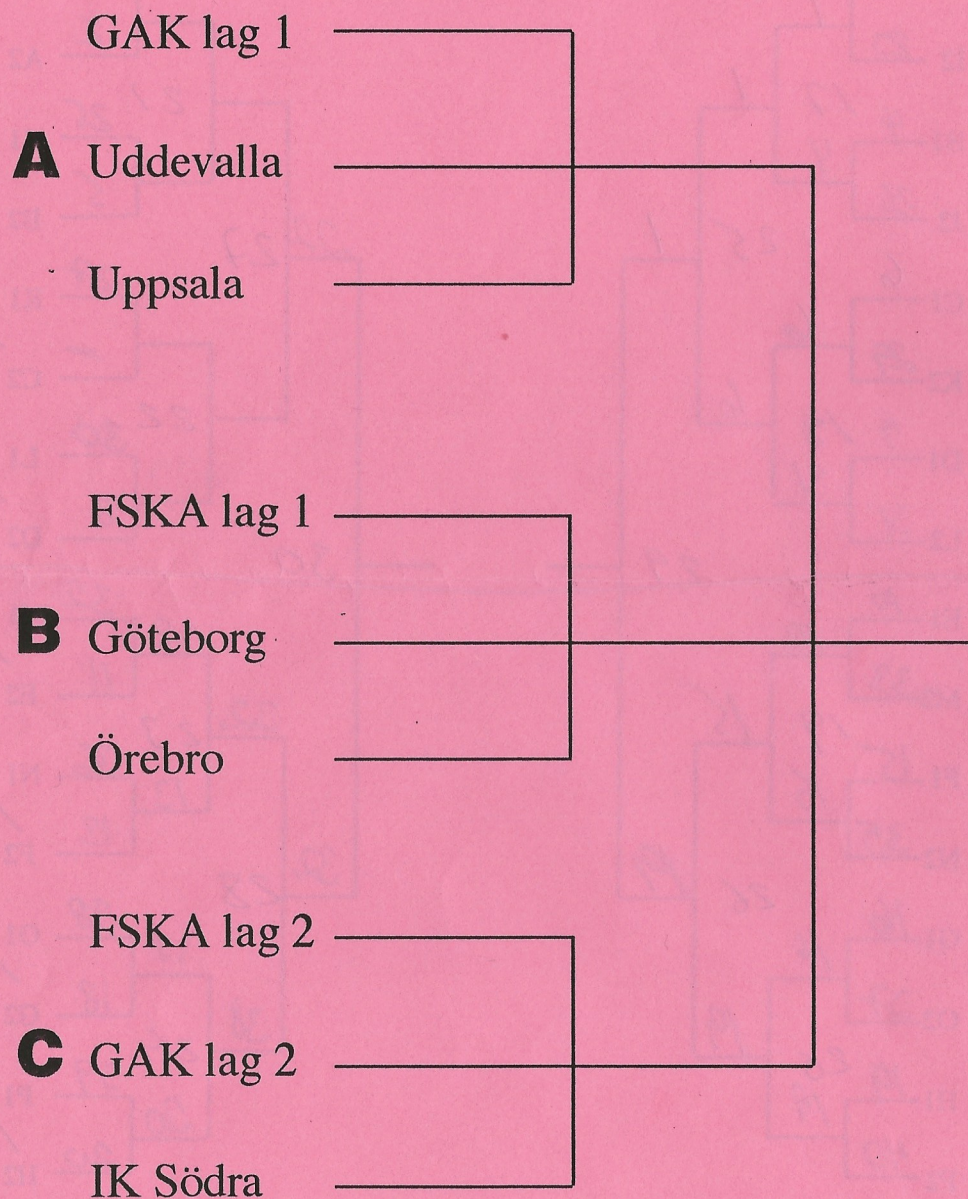 GAK lag 1
A Uddevalla
Uppsala
FSKA lag 1
B Göteborg
Örebro
FSKA lag 2
C GAK lag 2
IK Södra